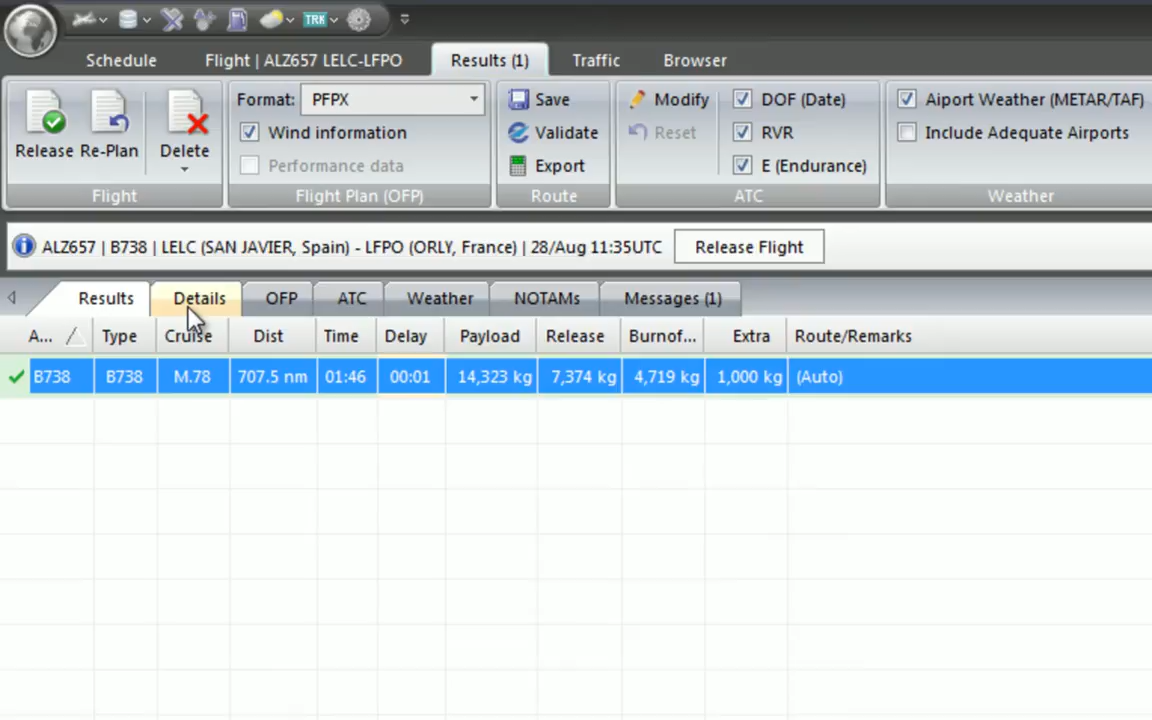 TRK
Schedule Flight | ALZ657 LELC-LFPO Results (1) Traffic Browser
Release Re-Plan Delete
Flight
Format: PFPX
Wind information
Performance data
Flight Plan (OFP)
Save
Validate
Export
Route
Modify
Reset
DOF (Date)
RVR
E (Endurance)
ATC
Aiport Weather (METAR/TAF)
Include Adequate Airports
Weather
ALZ657 | B738 | LELC (SAN JAVIER, Spain) - LFPO (ORLY, France) | 28/Aug 11:35UTC Release Flight
Results Details OFP ATC Weather NOTAMs Messages (1)
A... Type Cruise Dist Time Delay Payload Release Burnof... Extra Route/Remarks
B738 B738 M.78 707.5 nm 01:46 00:01 14,323 kg 7,374 kg 4,719 kg 1,000 kg (Auto)